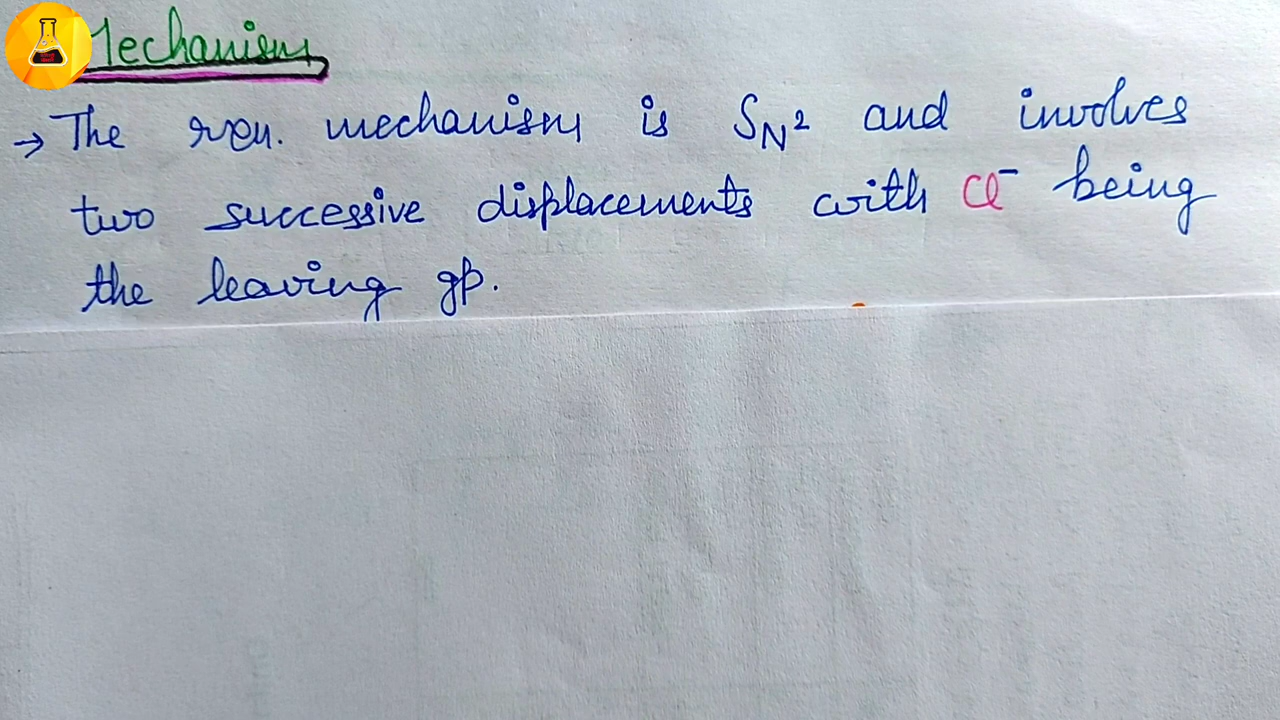 Mechanism
→ The rxn. mechanism is SN2 and involves
two successive displacements with Cl⁻ being
the leaving gp.